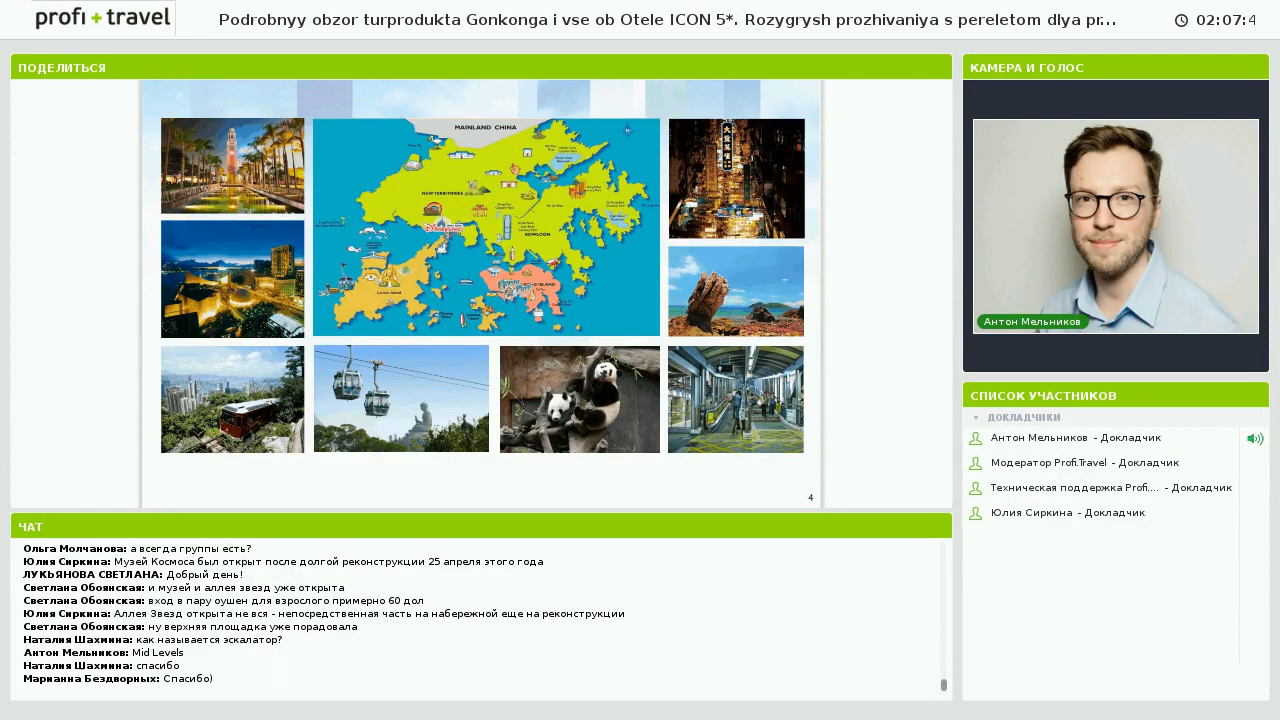 profi + travel
Podrobnyy obzor turprodukta Gonkonga i vse ob Otele ICON 5*. Rozygrysh prozhivaniya s pereletom dlya pr...
02:07:4
ПОДЕЛИТЬСЯ
MAINLAND CHINA
NEW TERRITORIES
KOWLOON
Disneyland
Lantau Island
4
КАМЕРА И ГОЛОС
Антон Мельников
СПИСОК УЧАСТНИКОВ
ДОКЛАДЧИКИ
Антон Мельников - Докладчик
Модератор Profi.Travel - Докладчик
Техническая поддержка Profi.... - Докладчик
Юлия Сиркина - Докладчик
ЧАТ
Ольга Молчанова: а всегда группы есть?
Юлия Сиркина: Музей Космоса был открыт после долгой реконструкции 25 апреля этого года
ЛУКЬЯНОВА СВЕТЛАНА: Добрый день!
Светлана Обоянская: и музей и аллея звезд уже открыта
Светлана Обоянская: вход в пару оушен для взрослого примерно 60 дол
Юлия Сиркина: Аллея Звезд открыта не вся - непосредственная часть на набережной еще на реконструкции
Светлана Обоянская: ну верхняя площадка уже порадовала
Наталия Шахмина: как называется эскалатор?
Антон Мельников: Mid Levels
Наталия Шахмина: спасибо
Марианна Бездворных: Спасибо)